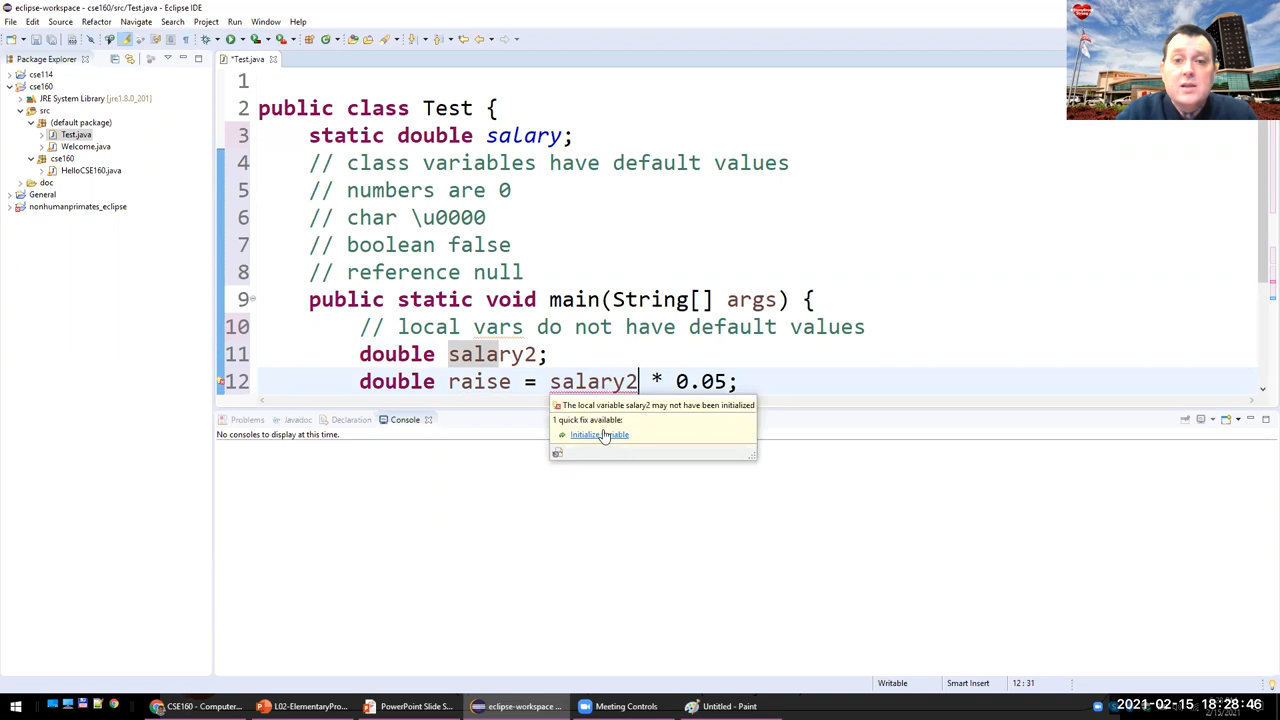 eclipse-workspace - cse160/src/Test.java - Eclipse IDE
File Edit Source Refactor Navigate Search Project Run Window Help
Package Explorer
*Test.java
cse114
cse160
JRE System Library [jre1.8.0_201]
src
(default package)
Test.java
Welcome.java
cse160
HelloCSE160.java
doc
General
nonhumanprimates_eclipse
1
2 public class Test {
3 static double salary;
4 // class variables have default values
5 // numbers are 0
6 // char \u0000
7 // boolean false
8 // reference null
9 public static void main(String[] args) {
10 // local vars do not have default values
11 double salary2;
12 double raise = salary2 * 0.05;
The local variable salary2 may not have been initialized
1 quick fix available:
Initialize variable
Problems Javadoc Declaration Console
No consoles to display at this time.
Writable Smart Insert 12 : 31
CSE160 - Computer... L02-ElementaryPro... PowerPoint Slide S... eclipse-workspace ... Meeting Controls Untitled - Paint
2021-02-15 18:28:46